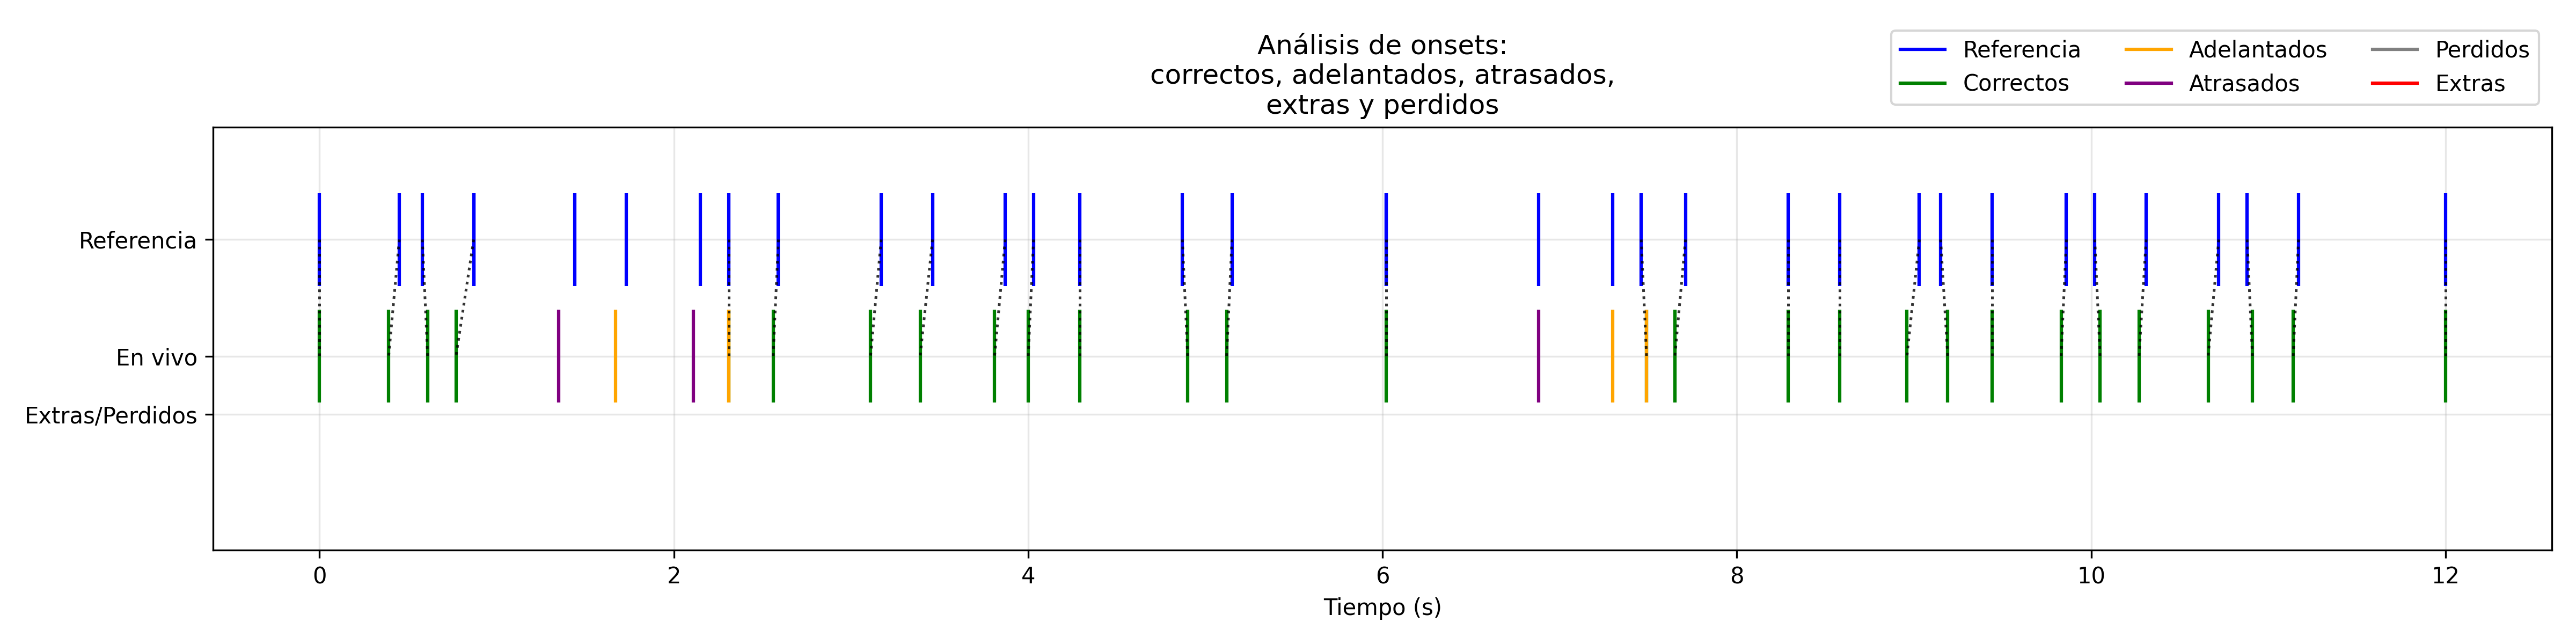 Análisis de onsets:
correctos, adelantados, atrasados,
extras y perdidos
Referencia
Adelantados
Perdidos
Correctos
Atrasados
Extras
Referencia
En vivo
Extras/Perdidos
0 2 4 6 8 10 12
Tiempo (s)